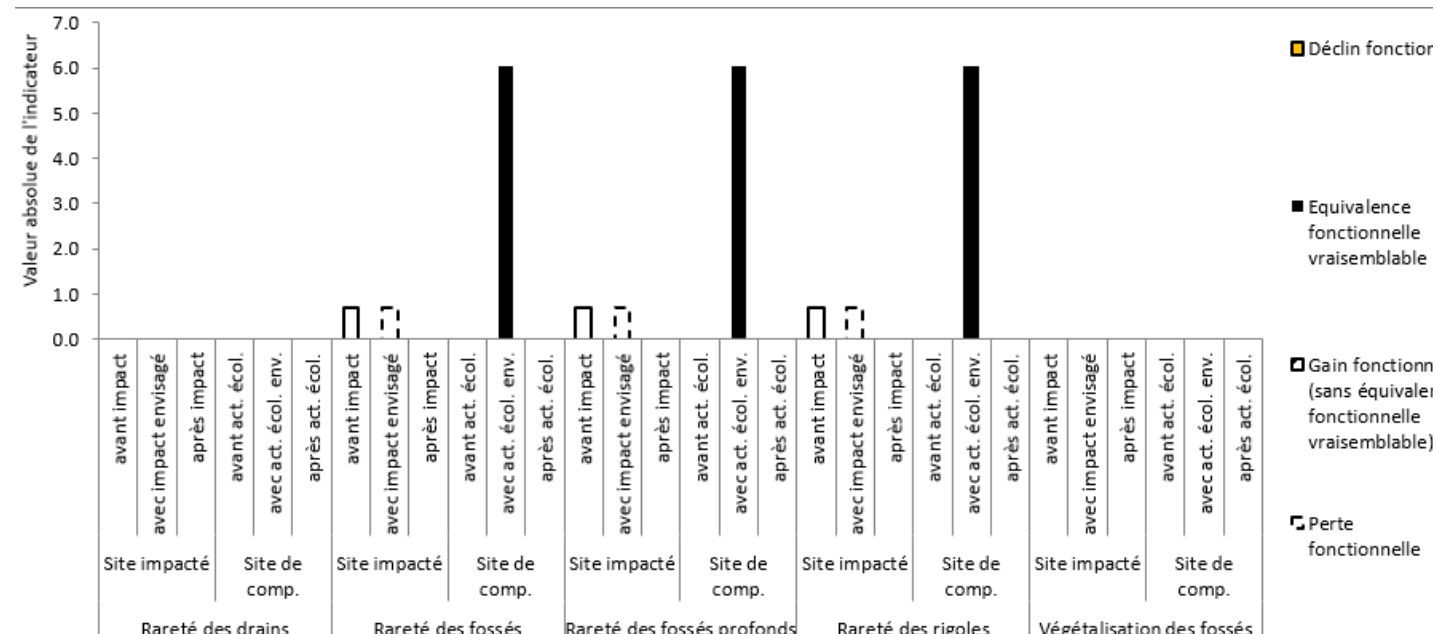 Valeur absolue de l'indicateur
7.0
6.0
5.0
4.0
3.0
2.0
1.0
0.0
avant impact
avec impact envisagé
après impact
avant act. écol.
avec act. écol. env.
après act. écol.
avant impact
avec impact envisagé
après impact
avant act. écol.
avec act. écol. env.
après act. écol.
avant impact
avec impact envisagé
après impact
avant act. écol.
avec act. écol. env.
après act. écol.
avant impact
avec impact envisagé
après impact
avant act. écol.
avec act. écol. env.
après act. écol.
avant impact
avec impact envisagé
après impact
avant act. écol.
avec act. écol. env.
après act. écol.
Site impacté
Site de
comp.
Site impacté
Site de
comp.
Site impacté
Site de
comp.
Site impacté
Site de
comp.
Site impacté
Site de
comp.
Rareté des drains
Rareté des fossés
Rareté des fossés profonds
Rareté des rigoles
Végétalisation des fossés
Déclin fonction
Equivalence
fonctionnelle
vraisemblable
Gain fonctionn
(sans équivalen
fonctionnelle
vraisemblable)
Perte
fonctionnelle